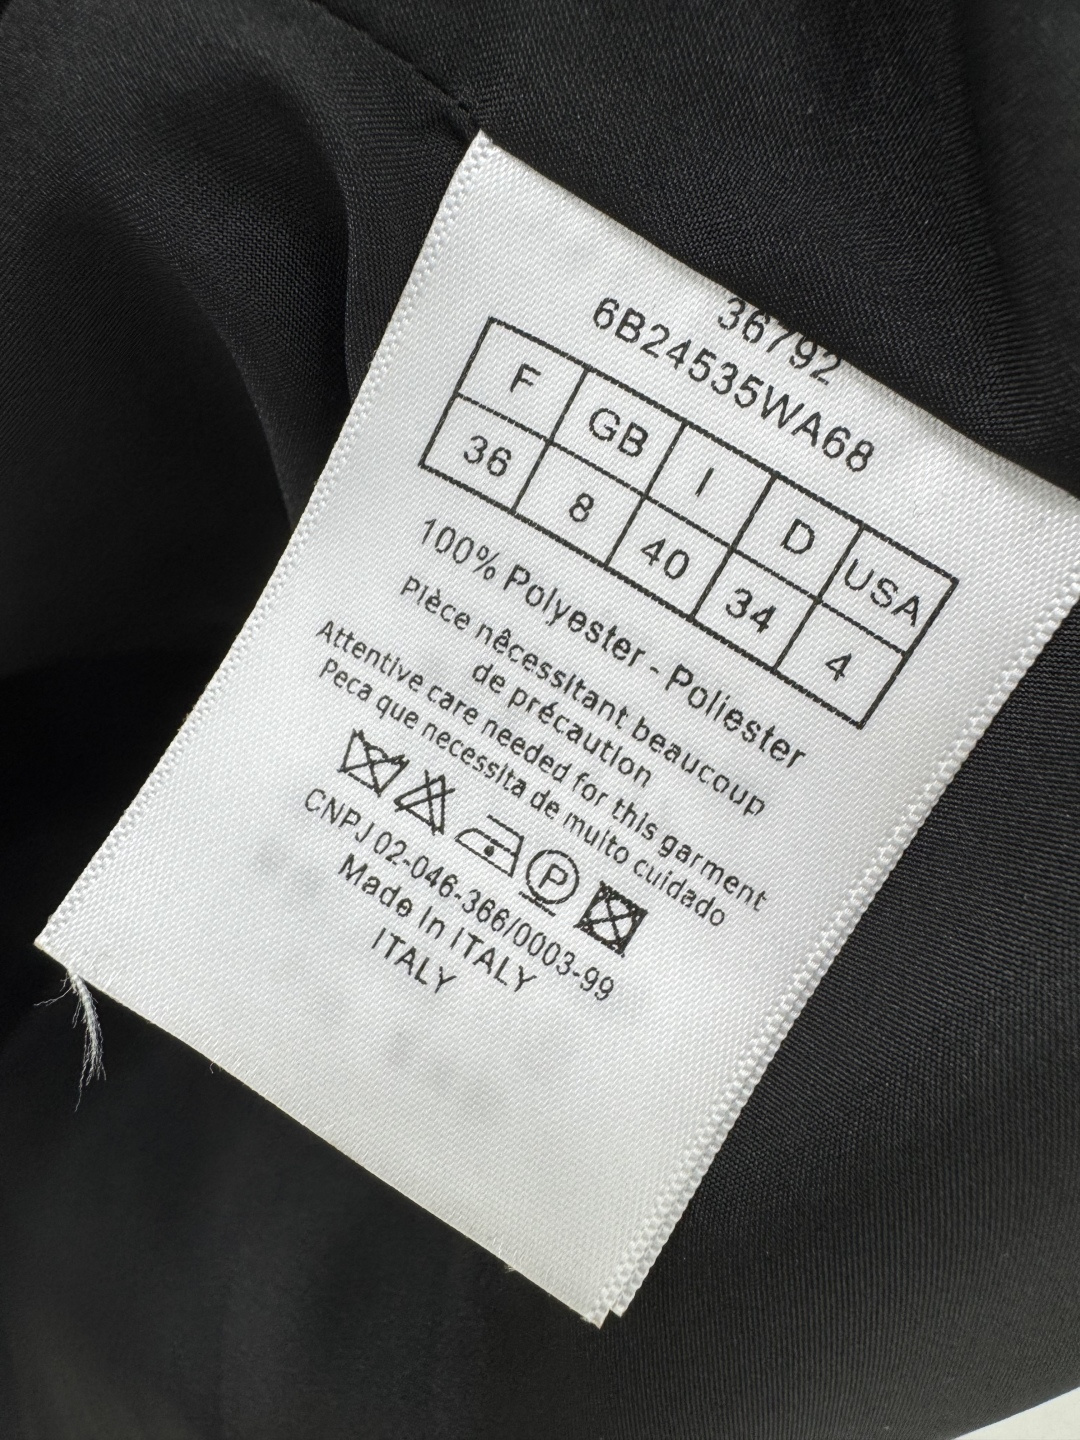 36792
6B24535WA68
F GB I D USA
36 8 40 34 4
100% Polyester - Poliester
Pièce nêcessitant beaucoup
de précaution
Attentive care needed for this garment
Peca que necessita de muito cuidado
P
CNPJ 02-046-366/0003-99
Made in ITALY
ITALY